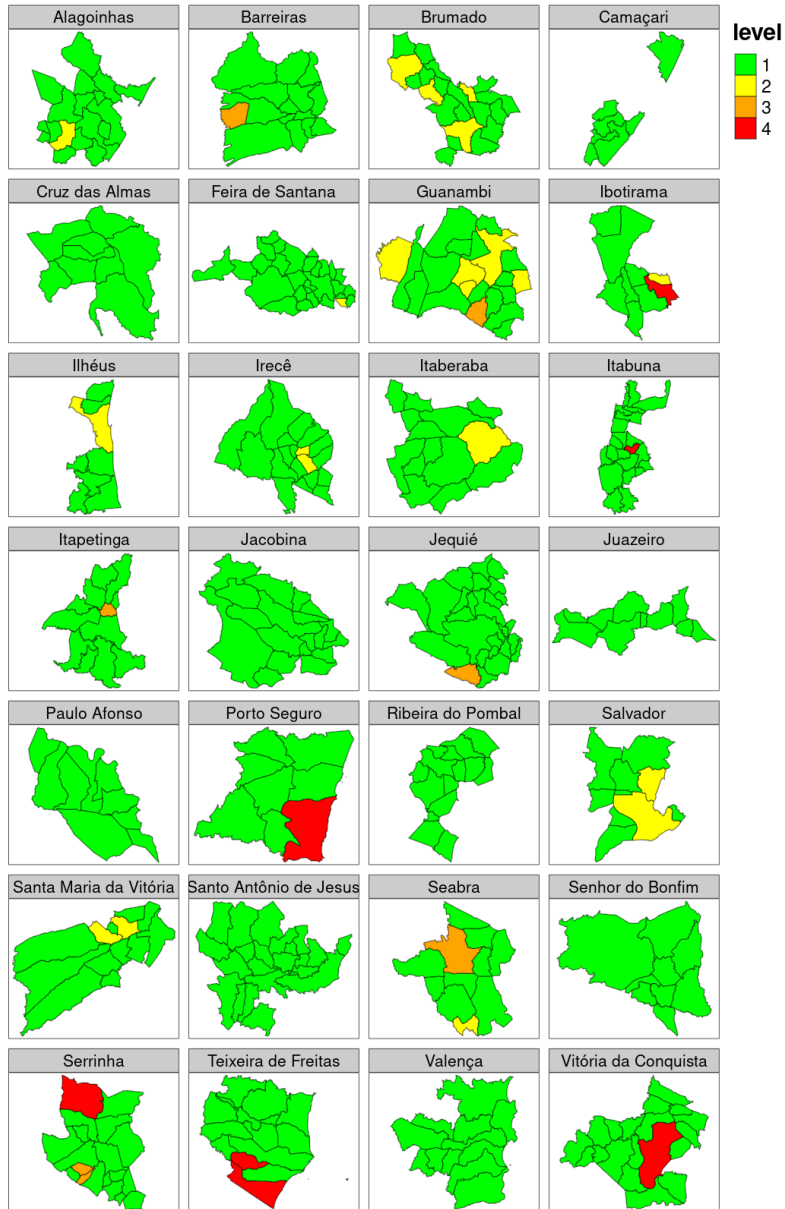 Alagoinhas
Barreiras
Brumado
Camaçari
level
1
2
3
4
Cruz das Almas
Feira de Santana
Guanambi
Ibotirama
Ilhéus
Irecê
Itaberaba
Itabuna
Itapetinga
Jacobina
Jequié
Juazeiro
Paulo Afonso
Porto Seguro
Ribeira do Pombal
Salvador
Santa Maria da Vitória
Santo Antônio de Jesus
Seabra
Senhor do Bonfim
Serrinha
Teixeira de Freitas
Valença
Vitória da Conquista